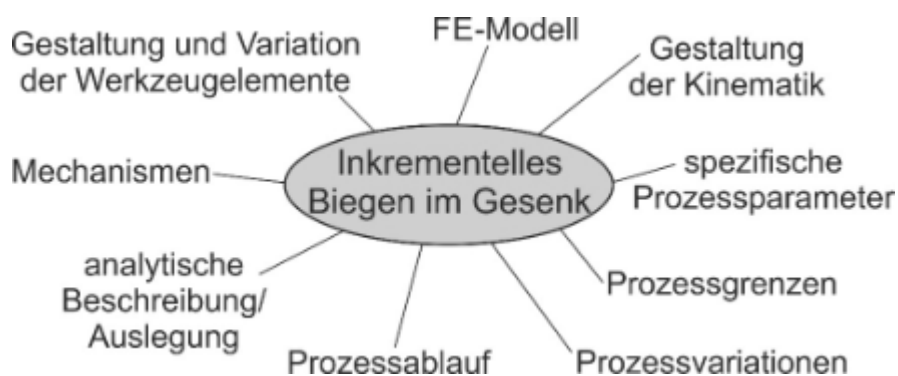 FE-Modell
Gestaltung und Variation
der Werkzeugelemente
Gestaltung
der Kinematik
Mechanismen
Inkrementelles
Biegen im Gesenk
spezifische
Prozessparameter
analytische
Beschreibung/
Auslegung
Prozessgrenzen
Prozessablauf
Prozessvariationen